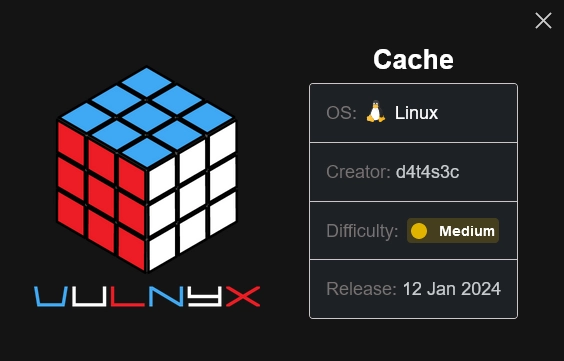 Cache
OS: Linux
Creator: d4t4s3c
Difficulty: Medium
Release: 12 Jan 2024
VULNYX